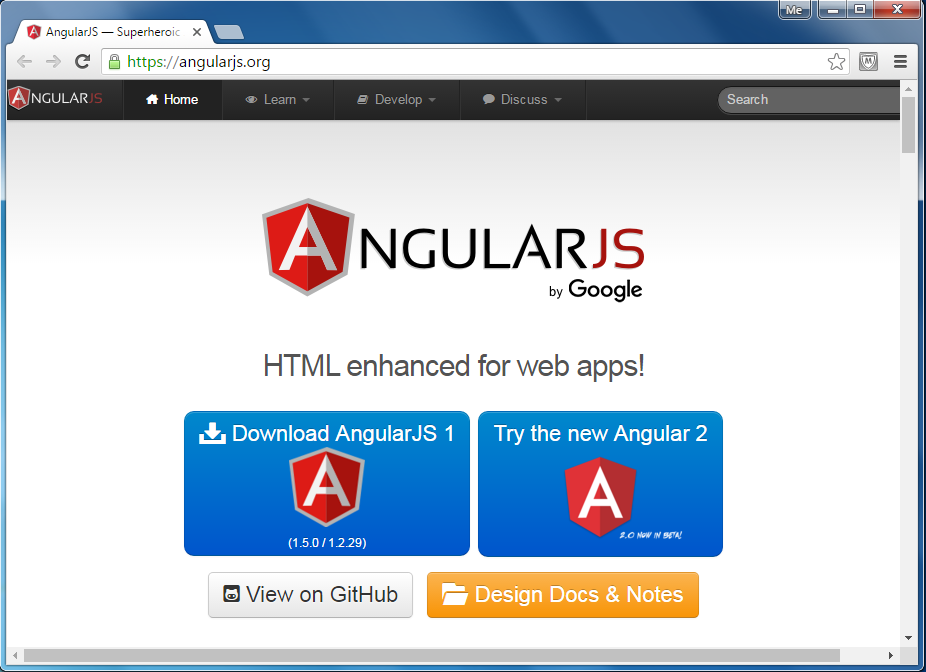 Me
AngularJS — Superheroic
https://angularjs.org
ANGULARJS
Home
Learn
Develop
Discuss
Search
ANGULARJS
by Google
HTML enhanced for web apps!
Download AngularJS 1
A
(1.5.0 / 1.2.29)
Try the new Angular 2
A
2.0 NOW IN BETA!
View on GitHub
Design Docs & Notes